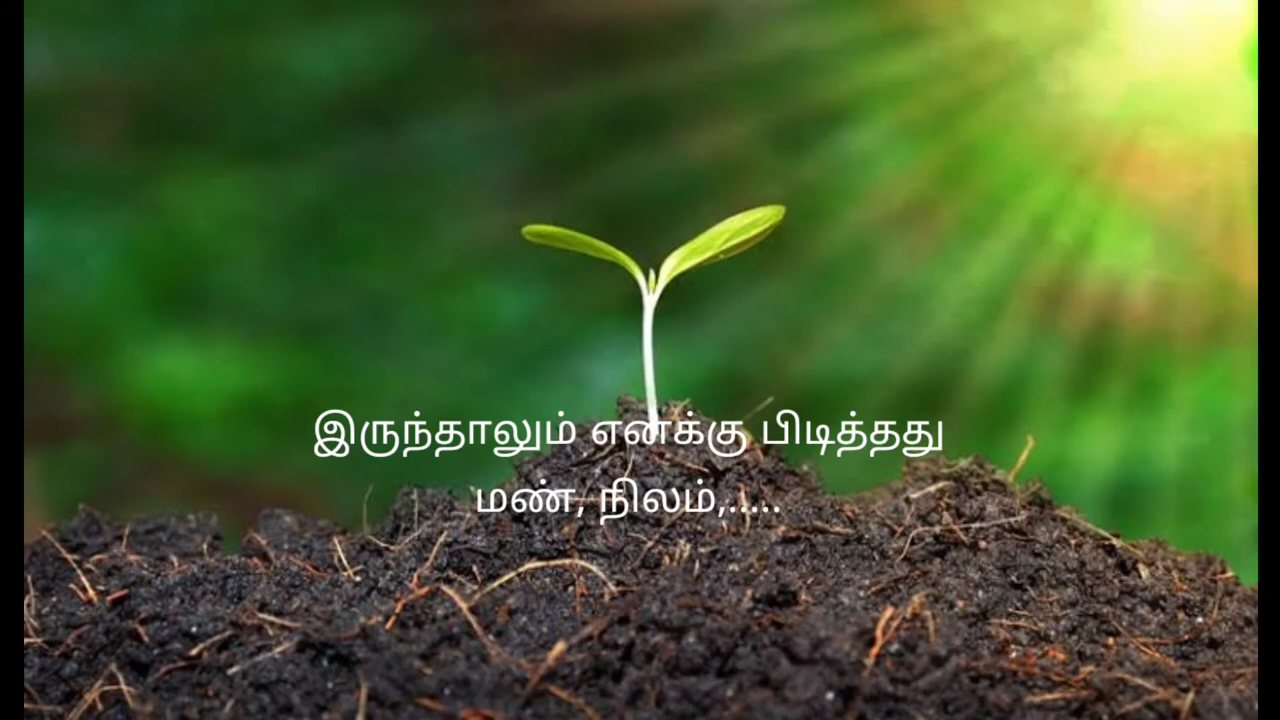 இருந்தாலும் எனக்கு பிடித்தது
மண், நிலம்,.....